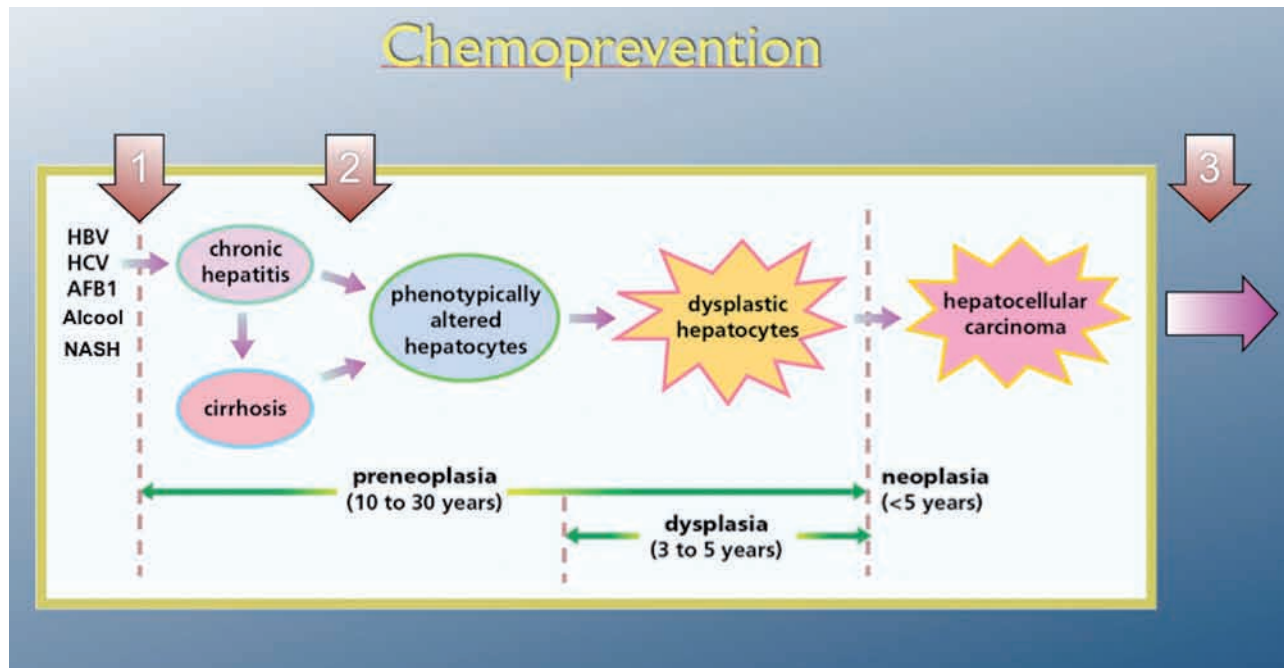 Chemoprevention
1
2
3
HBV
HCV
AFB1
Alcool
NASH
chronic
hepatitis
cirrhosis
phenotypically
altered
hepatocytes
dysplastic
hepatocytes
hepatocellular
carcinoma
preneoplasia
(10 to 30 years)
neoplasia
(<5 years)
dysplasia
(3 to 5 years)